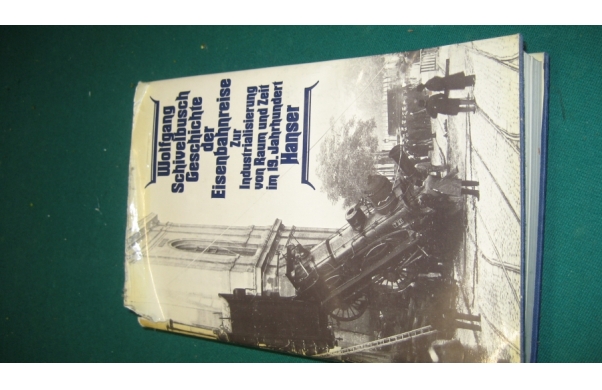 Wolfgang
Schivelbusch
Geschichte
der
Eisenbahnreise
Zur
Industrialisierung
von Raum und Zeit
im 19. Jahrhundert
Hanser